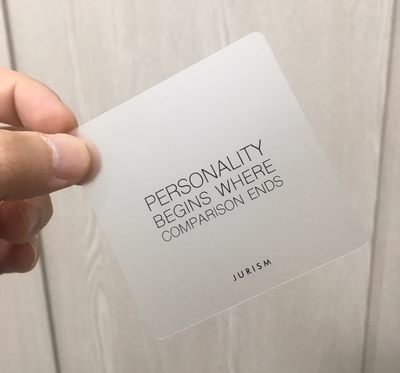 PERSONALITY
BEGINS WHERE
COMPARISON ENDS
JURISM